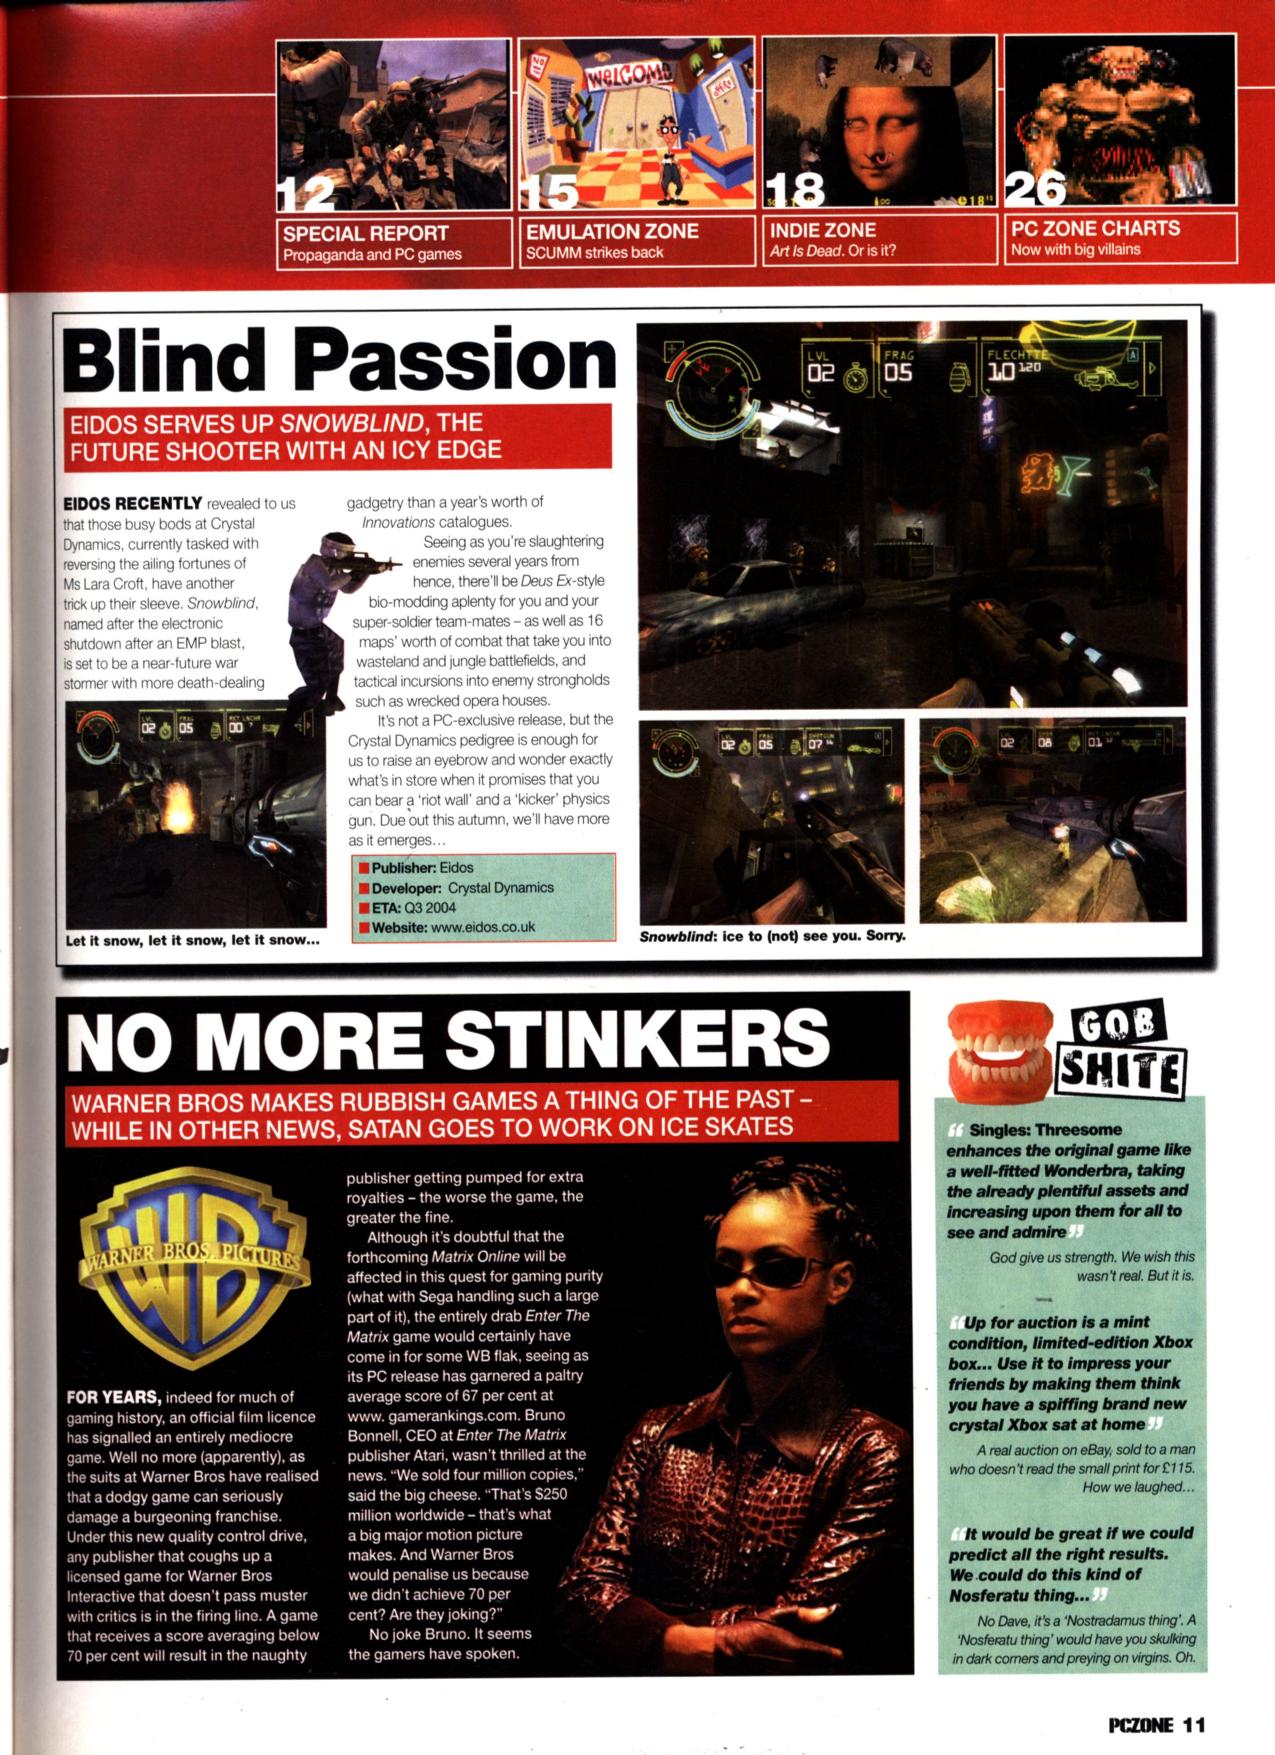 12
SPECIAL REPORT
Propaganda and PC games
WELCOME
15
EMULATION ZONE
SCUMM strikes back
18
INDIE ZONE
Art Is Dead. Or is it?
26
PC ZONE CHARTS
Now with big villains
Blind Passion
EIDOS SERVES UP SNOWBLIND, THE
FUTURE SHOOTER WITH AN ICY EDGE
EIDOS RECENTLY revealed to us
that those busy bods at Crystal
Dynamics, currently tasked with
reversing the ailing fortunes of
Ms Lara Croft, have another
trick up their sleeve. Snowblind,
named after the electronic
shutdown after an EMP blast,
is set to be a near-future war
stormer with more death-dealing
gadgetry than a year's worth of
Innovations catalogues.
Seeing as you're slaughtering
enemies several years from
hence, there'll be Deus Ex-style
bio-modding aplenty for you and your
super-soldier team-mates – as well as 16
maps' worth of combat that take you into
wasteland and jungle battlefields, and
tactical incursions into enemy strongholds
such as wrecked opera houses.
It's not a PC-exclusive release, but the
Crystal Dynamics pedigree is enough for
us to raise an eyebrow and wonder exactly
what's in store when it promises that you
can bear a 'riot wall' and a 'kicker' physics
gun. Due out this autumn, we'll have more
as it emerges...
Publisher: Eidos
Developer: Crystal Dynamics
ETA: Q3 2004
Website: www.eidos.co.uk
Let it snow, let it snow, let it snow...
LVL
02
FRAG
05
FLECHTTE
10 120
A
Snowblind: ice to (not) see you. Sorry.
NO MORE STINKERS
WARNER BROS MAKES RUBBISH GAMES A THING OF THE PAST –
WHILE IN OTHER NEWS, SATAN GOES TO WORK ON ICE SKATES
WB
WARNER BROS. PICTURES
FOR YEARS, indeed for much of
gaming history, an official film licence
has signalled an entirely mediocre
game. Well no more (apparently), as
the suits at Warner Bros have realised
that a dodgy game can seriously
damage a burgeoning franchise.
Under this new quality control drive,
any publisher that coughs up a
licensed game for Warner Bros
Interactive that doesn't pass muster
with critics is in the firing line. A game
that receives a score averaging below
70 per cent will result in the naughty
publisher getting pumped for extra
royalties – the worse the game, the
greater the fine.
Although it's doubtful that the
forthcoming Matrix Online will be
affected in this quest for gaming purity
(what with Sega handling such a large
part of it), the entirely drab Enter The
Matrix game would certainly have
come in for some WB flak, seeing as
its PC release has garnered a paltry
average score of 67 per cent at
www. gamerankings.com. Bruno
Bonnell, CEO at Enter The Matrix
publisher Atari, wasn't thrilled at the
news. "We sold four million copies,"
said the big cheese. "That's $250
million worldwide – that's what
a big major motion picture
makes. And Warner Bros
would penalise us because
we didn't achieve 70 per
cent? Are they joking?"
No joke Bruno. It seems
the gamers have spoken.
GOB
SHITE
"Singles: Threesome
enhances the original game like
a well-fitted Wonderbra, taking
the already plentiful assets and
increasing upon them for all to
see and admire"
God give us strength. We wish this
wasn't real. But it is.
"Up for auction is a mint
condition, limited-edition Xbox
box... Use it to impress your
friends by making them think
you have a spiffing brand new
crystal Xbox sat at home"
A real auction on eBay, sold to a man
who doesn't read the small print for £115.
How we laughed...
"It would be great if we could
predict all the right results.
We could do this kind of
Nosferatu thing..."
No Dave, it's a 'Nostradamus thing'. A
'Nosferatu thing' would have you skulking
in dark corners and preying on virgins. Oh.
PCZONE 11